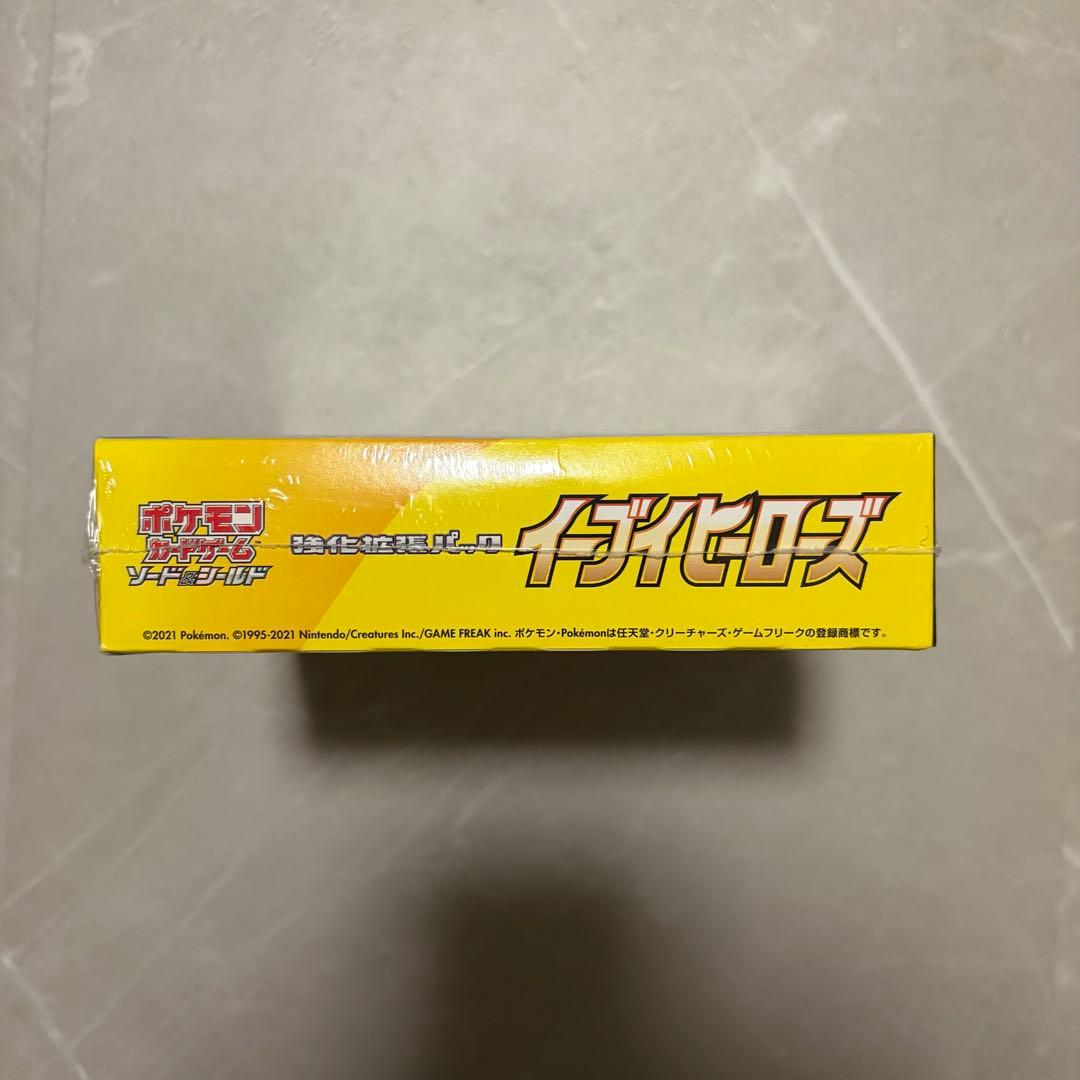 ポケモン
カードゲーム
ソード&シールド
強化拡張パック
イーブイヒーローズ
©2021 Pokémon. ©1995-2021 Nintendo/Creatures Inc./GAME FREAK inc. ポケモン・Pokémonは任天堂・クリーチャーズ・ゲームフリークの登録商標です。